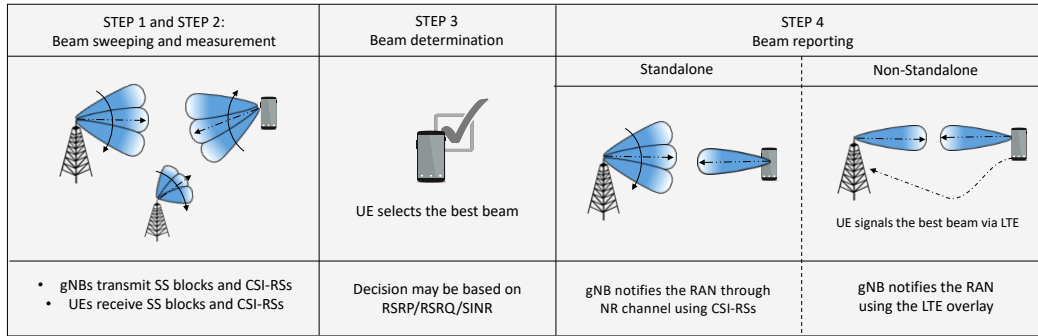 STEP 1 and STEP 2:
Beam sweeping and measurement
STEP 3
Beam determination
STEP 4
Beam reporting
Standalone
Non-Standalone
UE selects the best beam
UE signals the best beam via LTE
• gNBs transmit SS blocks and CSI-RSs
• UEs receive SS blocks and CSI-RSs
Decision may be based on
RSRP/RSRQ/SINR
gNB notifies the RAN through
NR channel using CSI-RSs
gNB notifies the RAN
using the LTE overlay